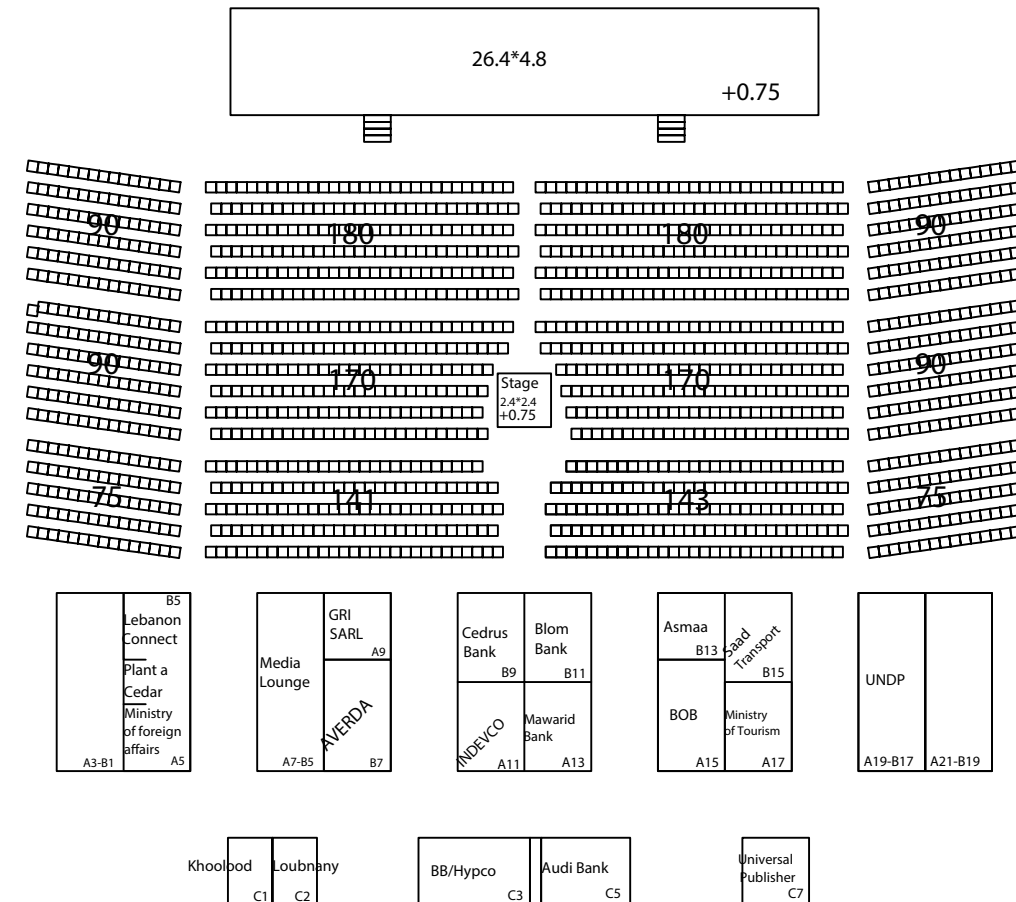 26.4*4.8
+0.75
90
180
180
90
90
170
Stage
2.4*2.4
+0.75
170
90
75
141
143
75
B5
Lebanon
Connect
Plant a
Cedar
Ministry
of foreign
affairs
A3-B1
A5
Media
Lounge
GRI
SARL
A9
AVERDA
A7-B5
B7
Cedrus
Bank
B9
Blom
Bank
B11
INDEVCO
A11
Mawarid
Bank
A13
Asmaa
B13
Saad
Transport
B15
BOB
A15
Ministry
of Tourism
A17
UNDP
A19-B17
A21-B19
Khoolood
C1
Loubnany
C2
BB/Hypco
C3
Audi Bank
C5
Universal
Publisher
C7